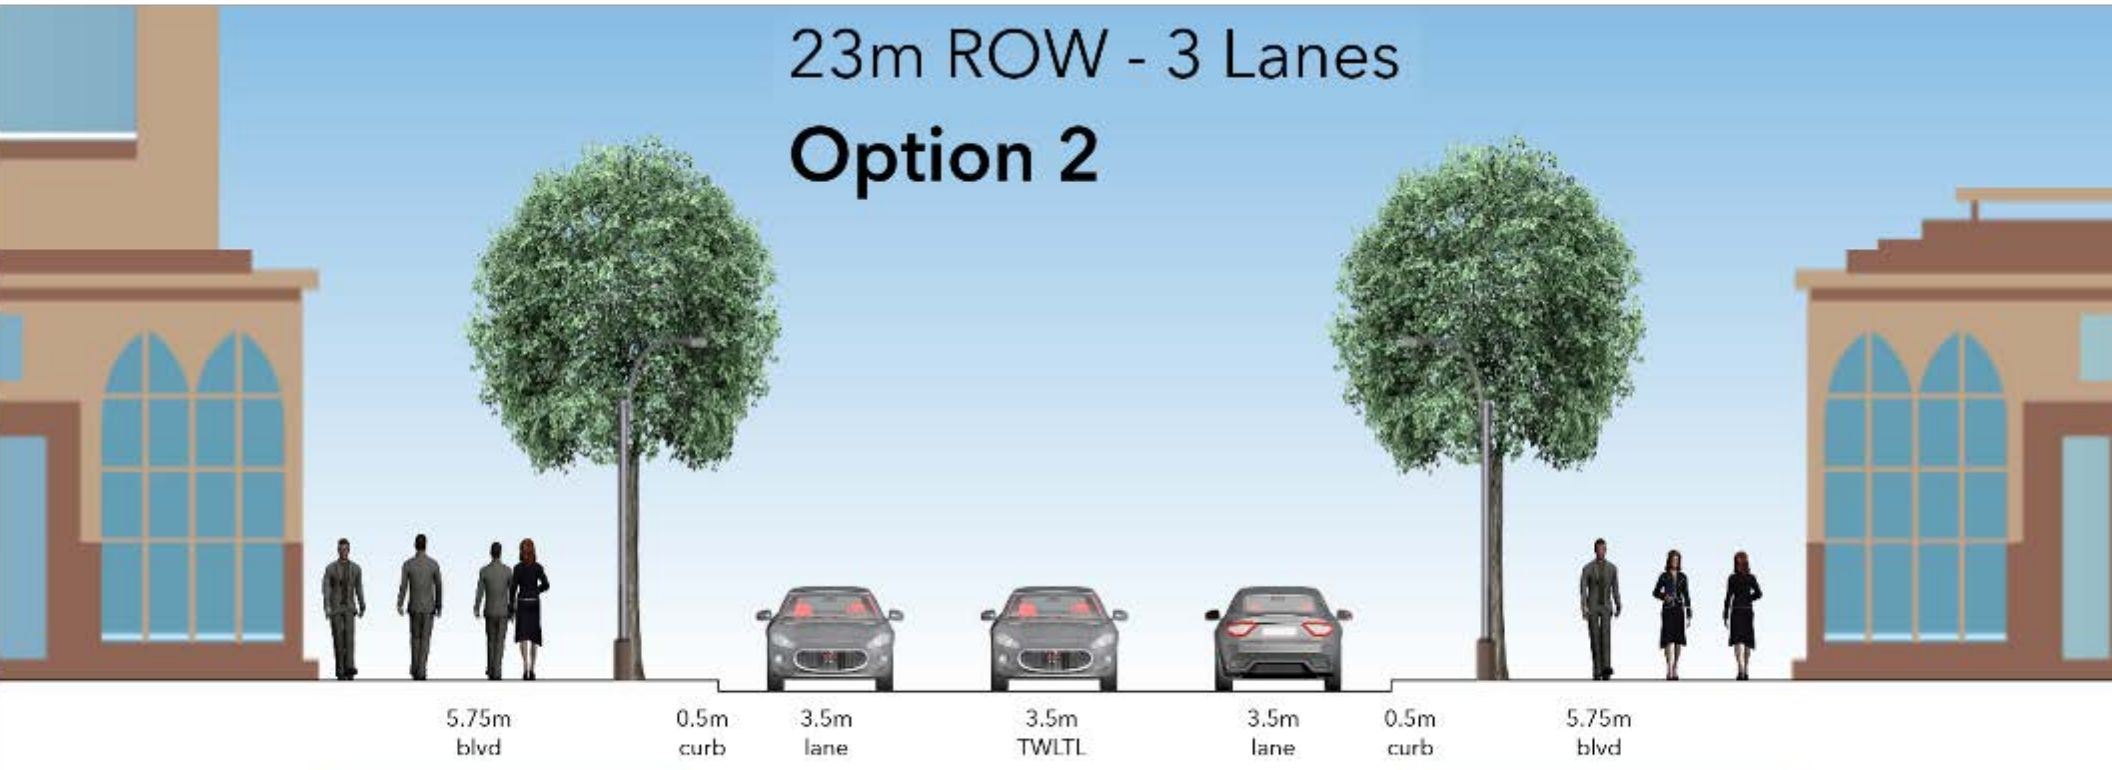 23m ROW - 3 Lanes
Option 2
5.75m 0.5m 3.5m 3.5m 3.5m 0.5m 5.75m
blvd curb lane TWLTL lane curb blvd